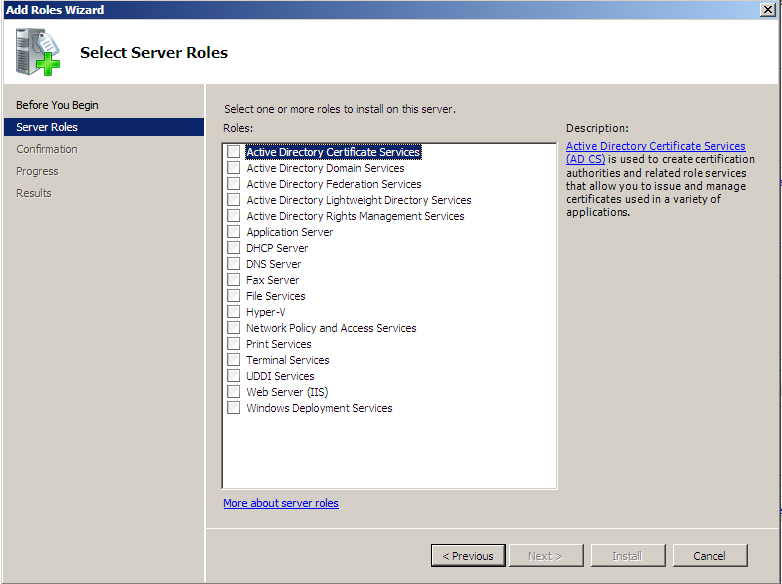 Add Roles Wizard
Select Server Roles
Before You Begin
Server Roles
Confirmation
Progress
Results
Select one or more roles to install on this server.
Roles:
Active Directory Certificate Services
Active Directory Domain Services
Active Directory Federation Services
Active Directory Lightweight Directory Services
Active Directory Rights Management Services
Application Server
DHCP Server
DNS Server
Fax Server
File Services
Hyper-V
Network Policy and Access Services
Print Services
Terminal Services
UDDI Services
Web Server (IIS)
Windows Deployment Services
More about server roles
Description:
Active Directory Certificate Services
(AD CS) is used to create certification
authorities and related role services
that allow you to issue and manage
certificates used in a variety of
applications.
< Previous
Next >
Install
Cancel